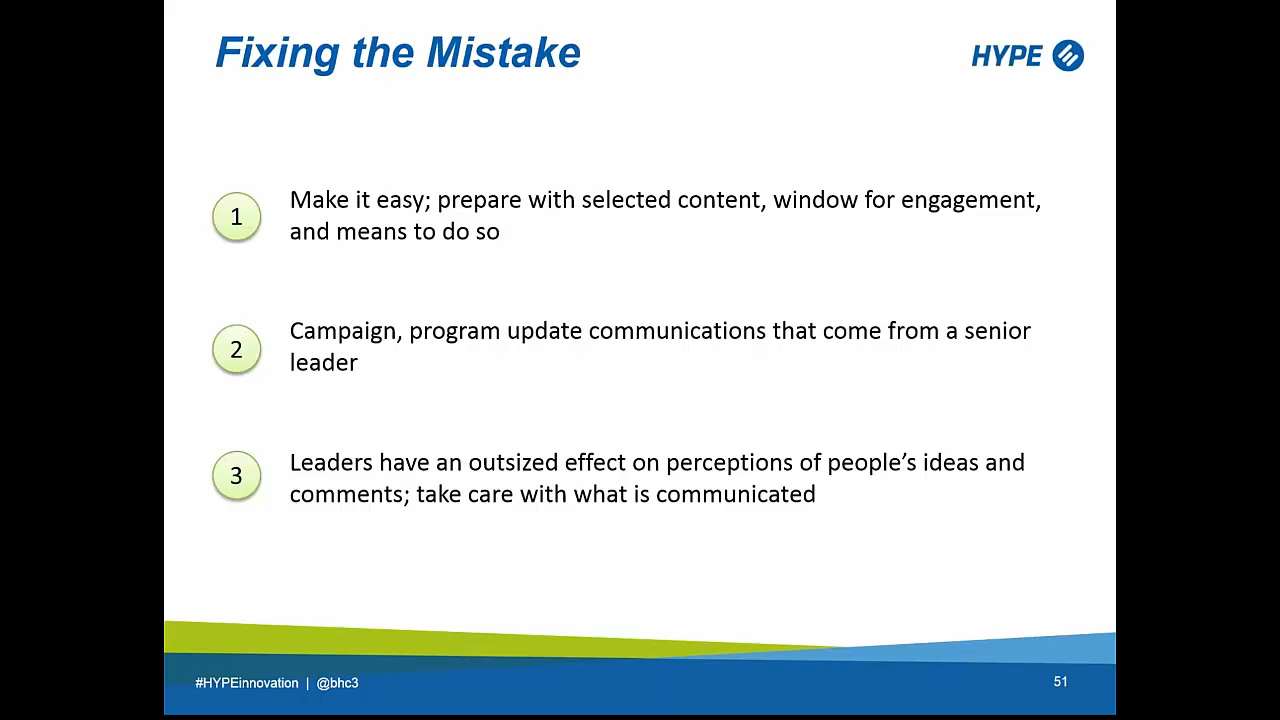 Fixing the Mistake
HYPE
1
Make it easy; prepare with selected content, window for engagement,
and means to do so
2
Campaign, program update communications that come from a senior
leader
3
Leaders have an outsized effect on perceptions of people’s ideas and
comments; take care with what is communicated
#HYPEinnovation | @bhc3
51